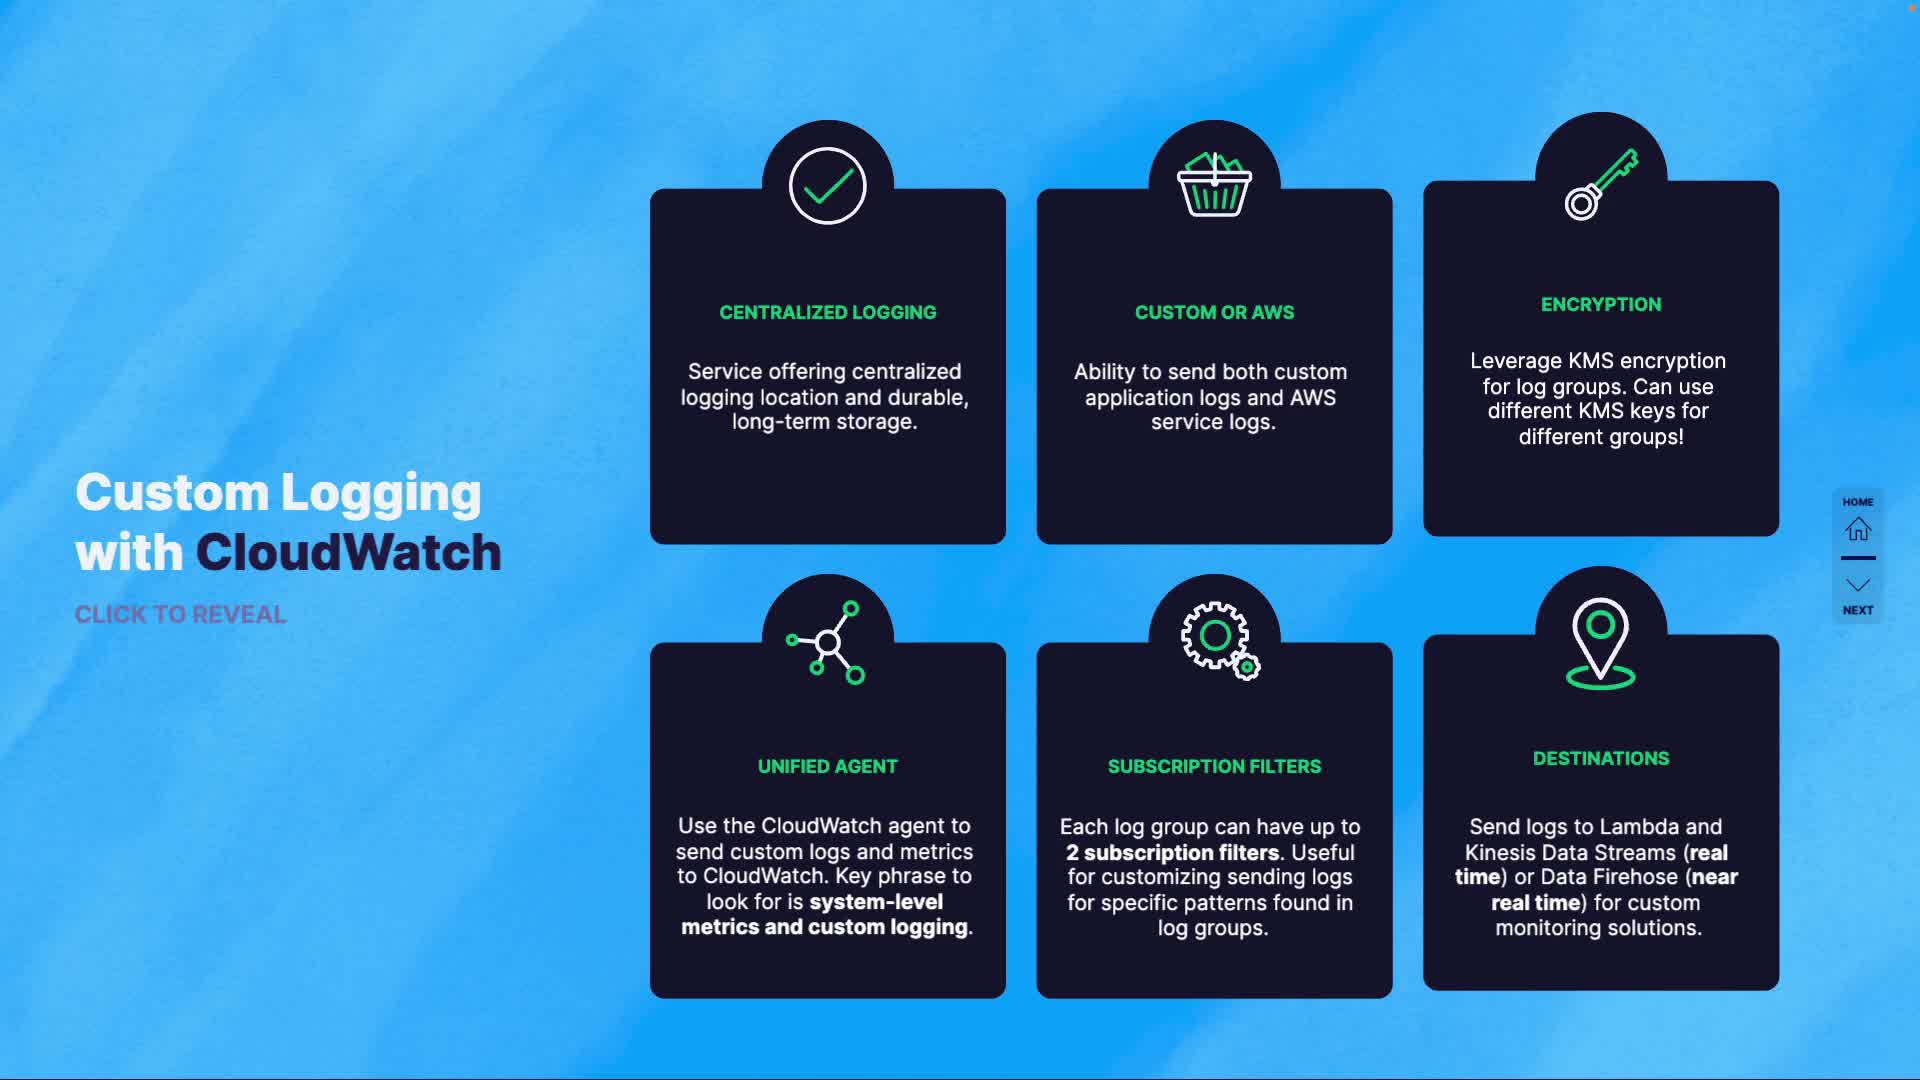 Custom Logging
with CloudWatch
CLICK TO REVEAL
CENTRALIZED LOGGING
Service offering centralized
logging location and durable,
long-term storage.
CUSTOM OR AWS
Ability to send both custom
application logs and AWS
service logs.
ENCRYPTION
Leverage KMS encryption
for log groups. Can use
different KMS keys for
different groups!
UNIFIED AGENT
Use the CloudWatch agent to
send custom logs and metrics
to CloudWatch. Key phrase to
look for is system-level
metrics and custom logging.
SUBSCRIPTION FILTERS
Each log group can have up to
2 subscription filters. Useful
for customizing sending logs
for specific patterns found in
log groups.
DESTINATIONS
Send logs to Lambda and
Kinesis Data Streams (real
time) or Data Firehose (near
real time) for custom
monitoring solutions.
HOME
NEXT